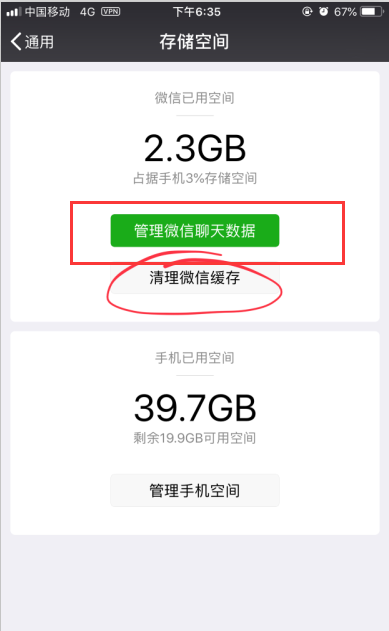 中国移动 4G VPN 下午6:35 67%
通用 存储空间
微信已用空间
2.3GB
占据手机3%存储空间
管理微信聊天数据
清理微信缓存
手机已用空间
39.7GB
剩余19.9GB可用空间
管理手机空间